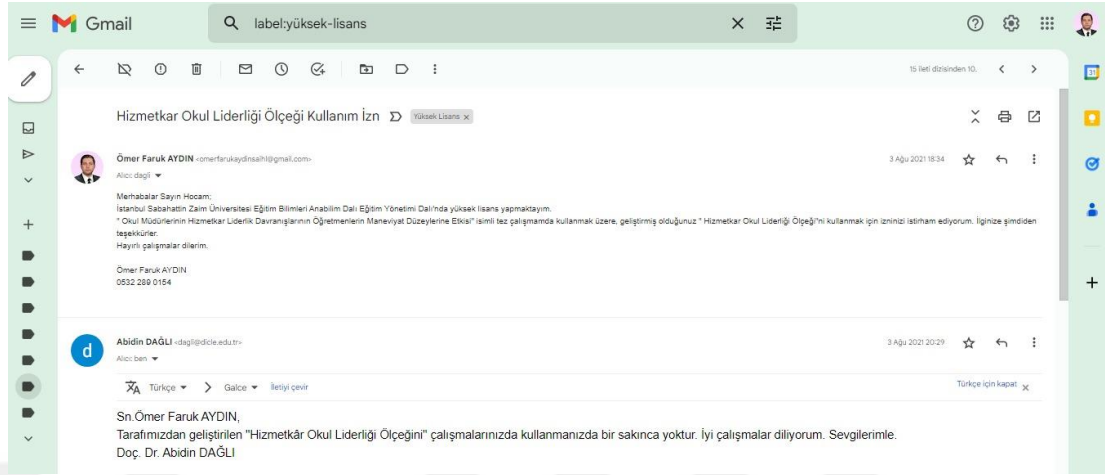 Gmail
label:yüksek-lisans
15 ileti dizisinden 10.
31
Hizmetkar Okul Liderliği Ölçeği Kullanım İzn
Yüksek Lisans x
Ömer Faruk AYDIN <omerfarukaydinsaihl@gmail.com>
3 Ağu 2021 18:34
Alıcı: dagli
Merhabalar Sayın Hocam;
İstanbul Sabahattin Zaim Üniversitesi Eğitim Bilimleri Anabilim Dalı Eğitim Yönetimi Dalı'nda yüksek lisans yapmaktayım.
" Okul Müdürlerinin Hizmetkar Liderlik Davranışlarının Öğretmenlerin Maneviyat Düzeylerine Etkisi" isimli tez çalışmamda kullanmak üzere, geliştirmiş olduğunuz " Hizmetkar Okul Liderliği Ölçeği"ni kullanmak için izninizi istirham ediyorum. İlginize şimdiden
teşekkürler.
Hayırlı çalışmalar dilerim.
Ömer Faruk AYDIN
0532 289 0154
d
Abidin DAĞLI <dagli@dicle.edu.tr>
3 Ağu 2021 20:29
Alıcı: ben
Türkçe
Galce
İletiyi çevir
Türkçe için kapat x
Sn.Ömer Faruk AYDIN,
Tarafımızdan geliştirilen "Hizmetkâr Okul Liderliği Ölçeğini" çalışmalarınızda kullanmanızda bir sakınca yoktur. İyi çalışmalar diliyorum. Sevgilerimle.
Doç. Dr. Abidin DAĞLI